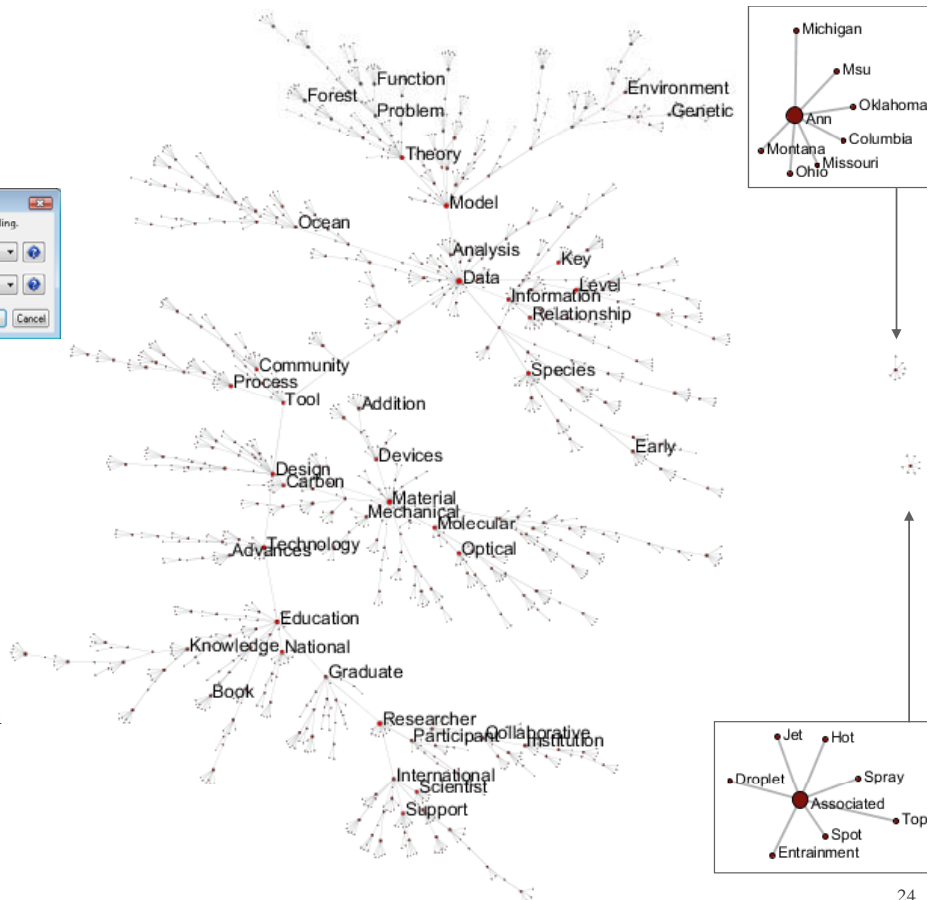 Michigan
Function
Msu
Environment
Forest
Oklahoma
Problem
Genetic
Ann
Columbia
Theory
Montana
Missouri
Ohio
Model
ling.
Ocean
Analysis
Key
Data
Level
Information
Cancel
Relationship
Community
Species
Process
Tool
Addition
Early
Devices
Design
Carbon
Material
Mechanical
Molecular
Technology
Advances
Optical
Education
Knowledge
National
Graduate
Book
Researcher
Participant
Collaborative
Institution
Jet
Hot
International
Scientist
Droplet
Spray
Support
Associated
Top
Spot
Entrainment
24